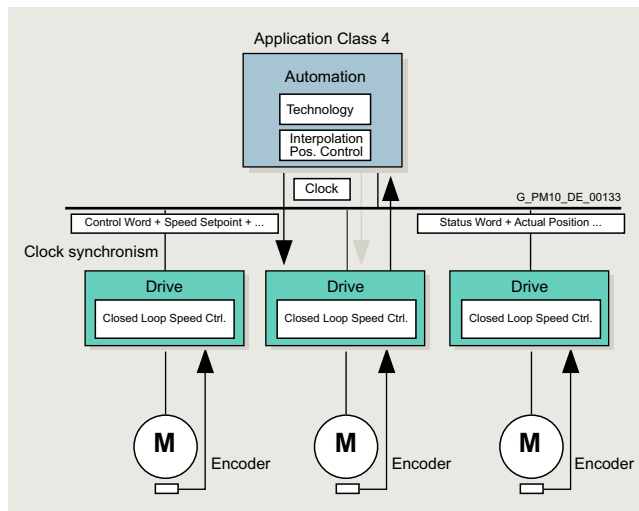 Application Class 4
Automation
Technology
Interpolation
Pos. Control
Clock
G_PM10_DE_00133
Control Word + Speed Setpoint + ...
Status Word + Actual Position ...
Clock synchronism
Drive
Drive
Drive
Closed Loop Speed Ctrl.
Closed Loop Speed Ctrl.
Closed Loop Speed Ctrl.
M
M
M
Encoder
Encoder
Encoder